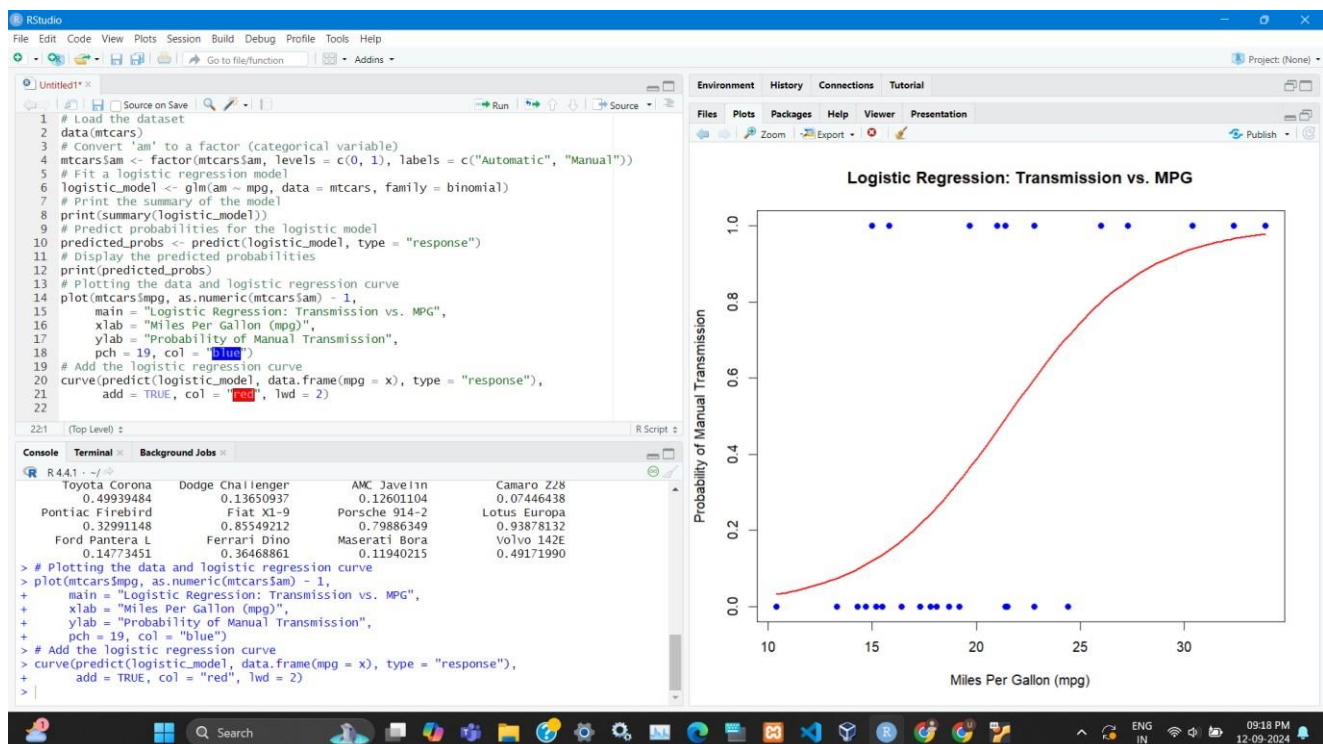 RStudio
File Edit Code View Plots Session Build Debug Profile Tools Help
Go to file/function Addins Project: (None)
Untitled1*
Source on Save Run Source
1 # Load the dataset
2 data(mtcars)
3 # Convert 'am' to a factor (categorical variable)
4 mtcars$am <- factor(mtcars$am, levels = c(0, 1), labels = c("Automatic", "Manual"))
5 # Fit a logistic regression model
6 logistic_model <- glm(am ~ mpg, data = mtcars, family = binomial)
7 # Print the summary of the model
8 print(summary(logistic_model))
9 # Predict probabilities for the logistic model
10 predicted_probs <- predict(logistic_model, type = "response")
11 # Display the predicted probabilities
12 print(predicted_probs)
13 # Plotting the data and logistic regression curve
14 plot(mtcars$mpg, as.numeric(mtcars$am) - 1,
15 main = "Logistic Regression: Transmission vs. MPG",
16 xlab = "Miles Per Gallon (mpg)",
17 ylab = "Probability of Manual Transmission",
18 pch = 19, col = "blue")
19 # Add the logistic regression curve
20 curve(predict(logistic_model, data.frame(mpg = x), type = "response"),
21 add = TRUE, col = "red", lwd = 2)
22
22:1 (Top Level) R Script
Console Terminal Background Jobs
R 4.4.1 · ~/
Toyota Corona Dodge Challenger AMC Javelin Camaro Z28
0.49939484 0.13650937 0.12601104 0.07446438
Pontiac Firebird Fiat X1-9 Porsche 914-2 Lotus Europa
0.32991148 0.85549212 0.79886349 0.93878132
Ford Pantera L Ferrari Dino Maserati Bora Volvo 142E
0.14773451 0.36468861 0.11940215 0.49171990
> # Plotting the data and logistic regression curve
> plot(mtcars$mpg, as.numeric(mtcars$am) - 1,
+ main = "Logistic Regression: Transmission vs. MPG",
+ xlab = "Miles Per Gallon (mpg)",
+ ylab = "Probability of Manual Transmission",
+ pch = 19, col = "blue")
> # Add the logistic regression curve
> curve(predict(logistic_model, data.frame(mpg = x), type = "response"),
+ add = TRUE, col = "red", lwd = 2)
>
Environment History Connections Tutorial
Files Plots Packages Help Viewer Presentation
Zoom Export Publish
Logistic Regression: Transmission vs. MPG
Probability of Manual Transmission
1.0
0.8
0.6
0.4
0.2
0.0
10 15 20 25 30
Miles Per Gallon (mpg)
1
Search
ENG
IN
09:18 PM
12-09-2024